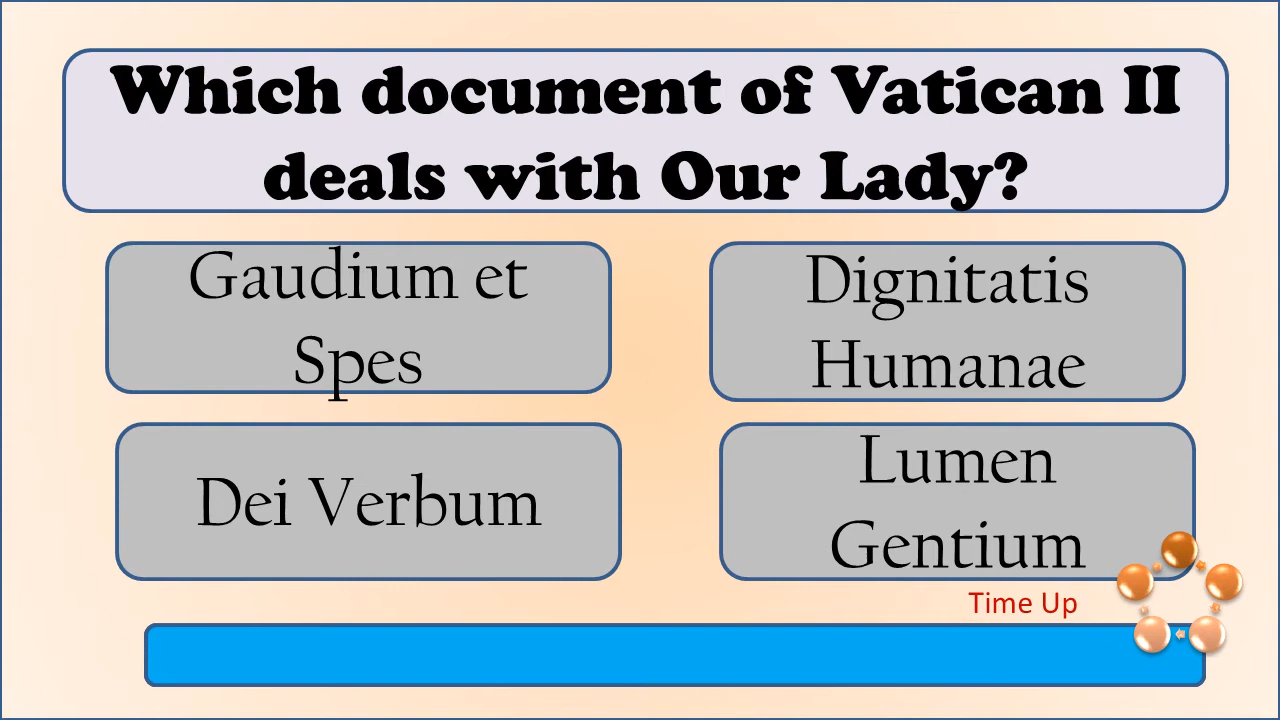 Which document of Vatican II
deals with Our Lady?
Gaudium et
Spes
Dignitatis
Humanae
Dei Verbum
Lumen
Gentium
Time Up